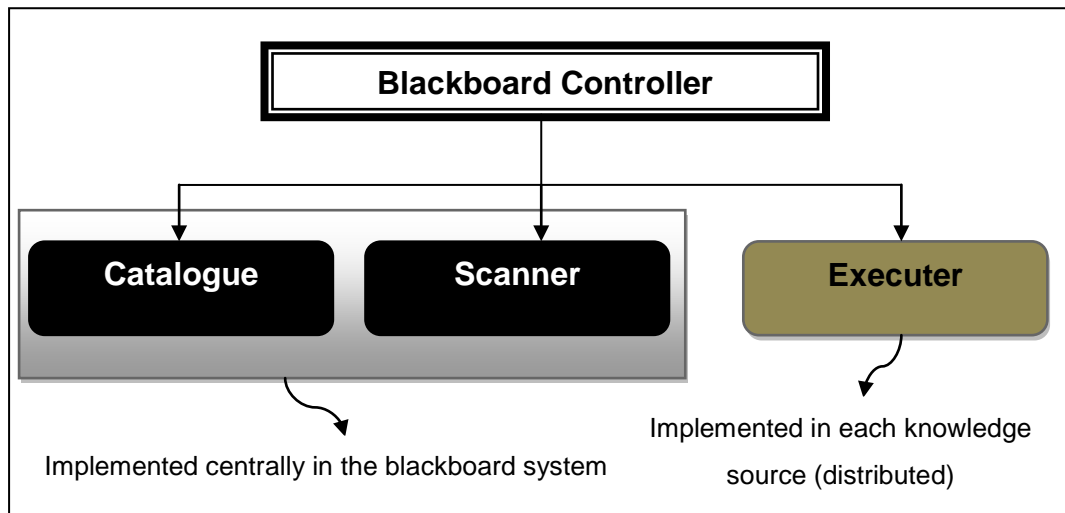 Blackboard Controller
Catalogue
Scanner
Executer
Implemented in each knowledge
source (distributed)
Implemented centrally in the blackboard system